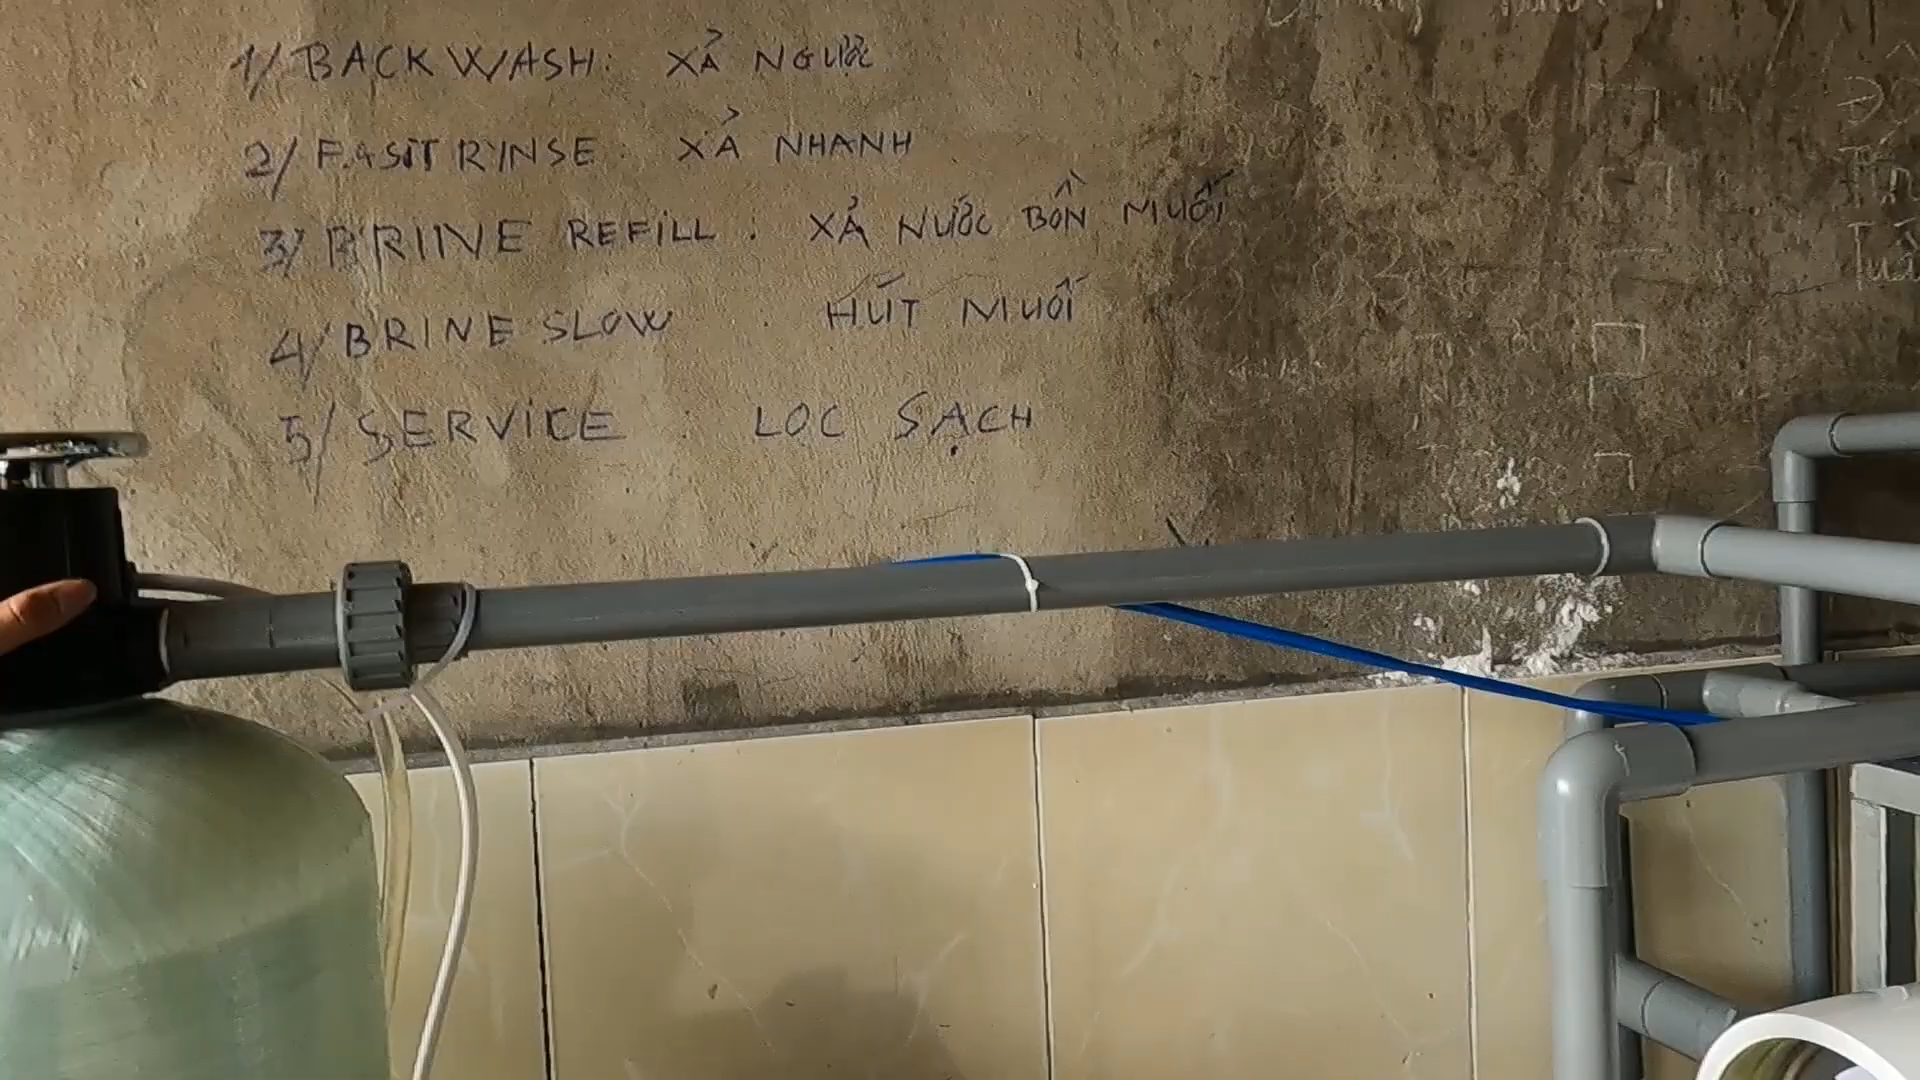 1/ BACKWASH: XẢ NGƯỢC
2/ FASTT RINSE : XẢ NHANH
3/ BRINE REFILL : XẢ NƯỚC BỒN MUỐI
4/ BRINE SLOW : HÚT MUỐI
5/ SERVICE : LỌC SẠCH